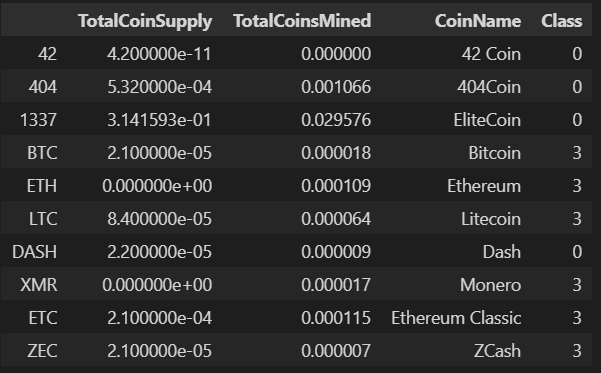 TotalCoinSupply TotalCoinsMined CoinName Class
42 4.200000e-11 0.000000 42 Coin 0
404 5.320000e-04 0.001066 404Coin 0
1337 3.141593e-01 0.029576 EliteCoin 0
BTC 2.100000e-05 0.000018 Bitcoin 3
ETH 0.000000e+00 0.000109 Ethereum 3
LTC 8.400000e-05 0.000064 Litecoin 3
DASH 2.200000e-05 0.000009 Dash 0
XMR 0.000000e+00 0.000017 Monero 3
ETC 2.100000e-04 0.000115 Ethereum Classic 3
ZEC 2.100000e-05 0.000007 ZCash 3